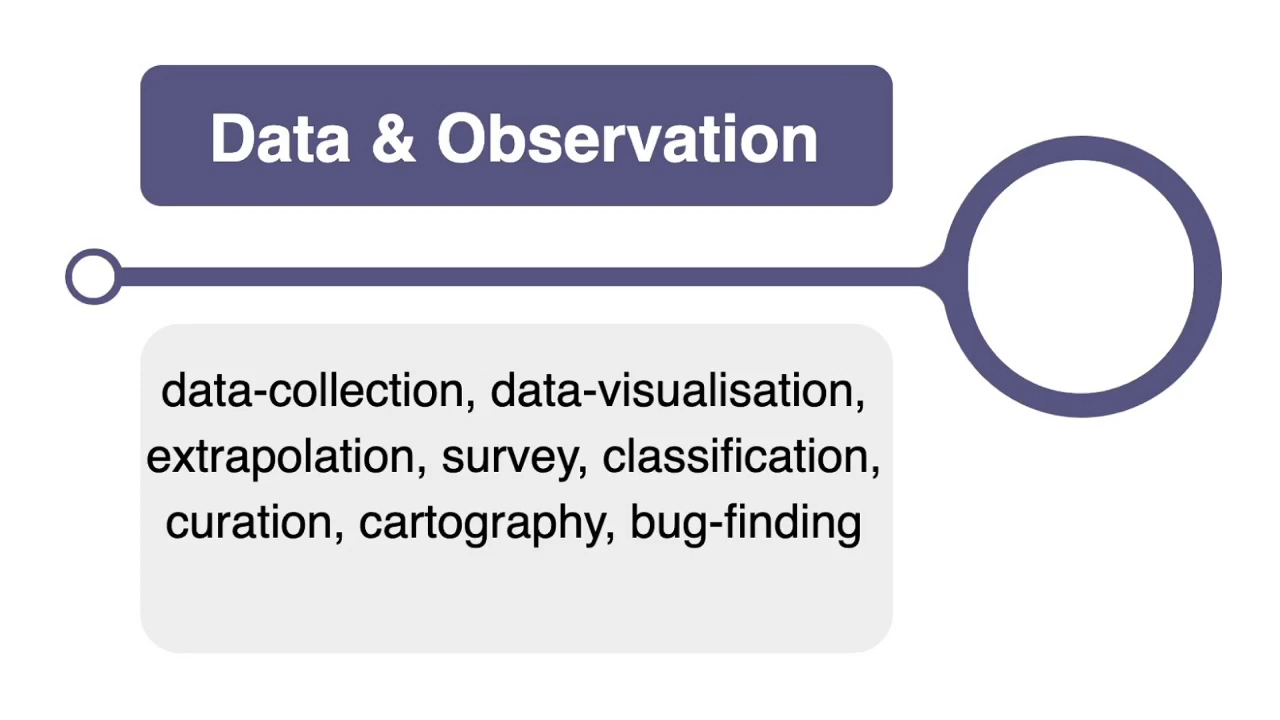 Data & Observation
data-collection, data-visualisation,
extrapolation, survey, classification,
curation, cartography, bug-finding